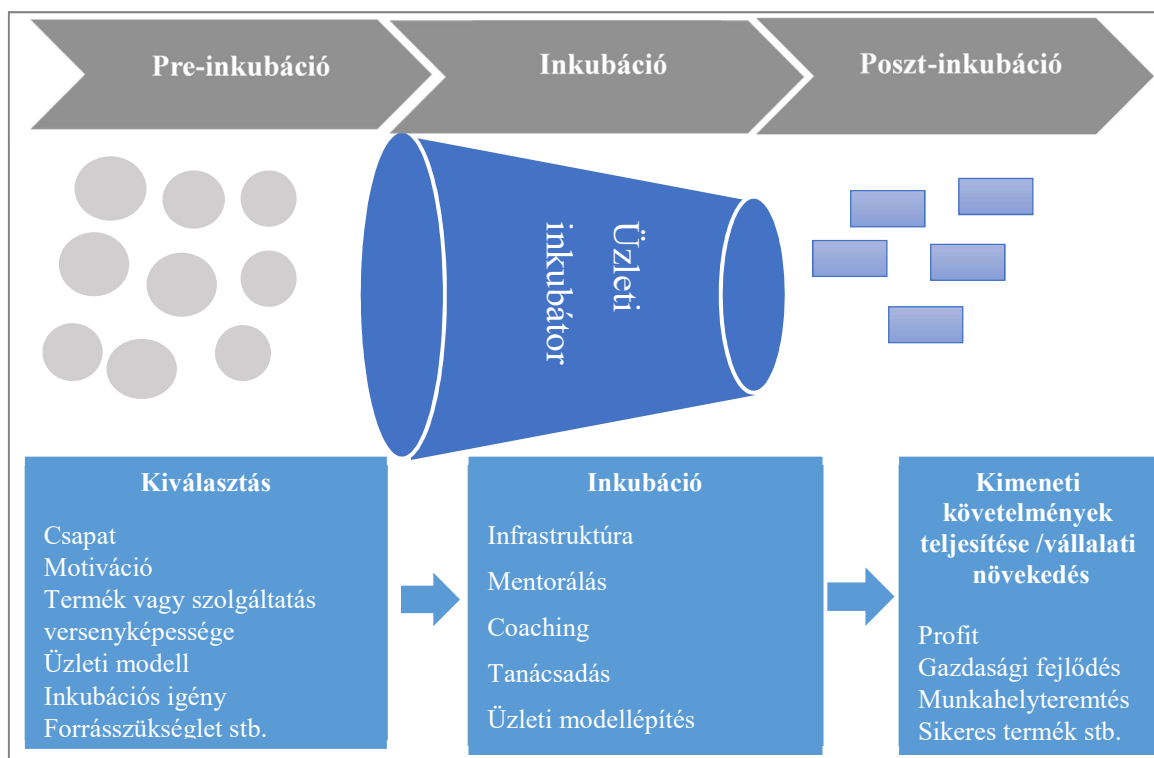 Pre-inkubáció
Inkubáció
Poszt-inkubáció
Üzleti
inkubátor
Kiválasztás
Csapat
Motiváció
Termék vagy szolgáltatás
versenyképessége
Üzleti modell
Inkubációs igény
Forrásszükséglet stb.
Inkubáció
Infrastruktúra
Mentorálás
Coaching
Tanácsadás
Üzleti modellépítés
Kimeneti
követelmények
teljesítése /vállalati
növekedés
Profit
Gazdasági fejlődés
Munkahelyteremtés
Sikeres termék stb.